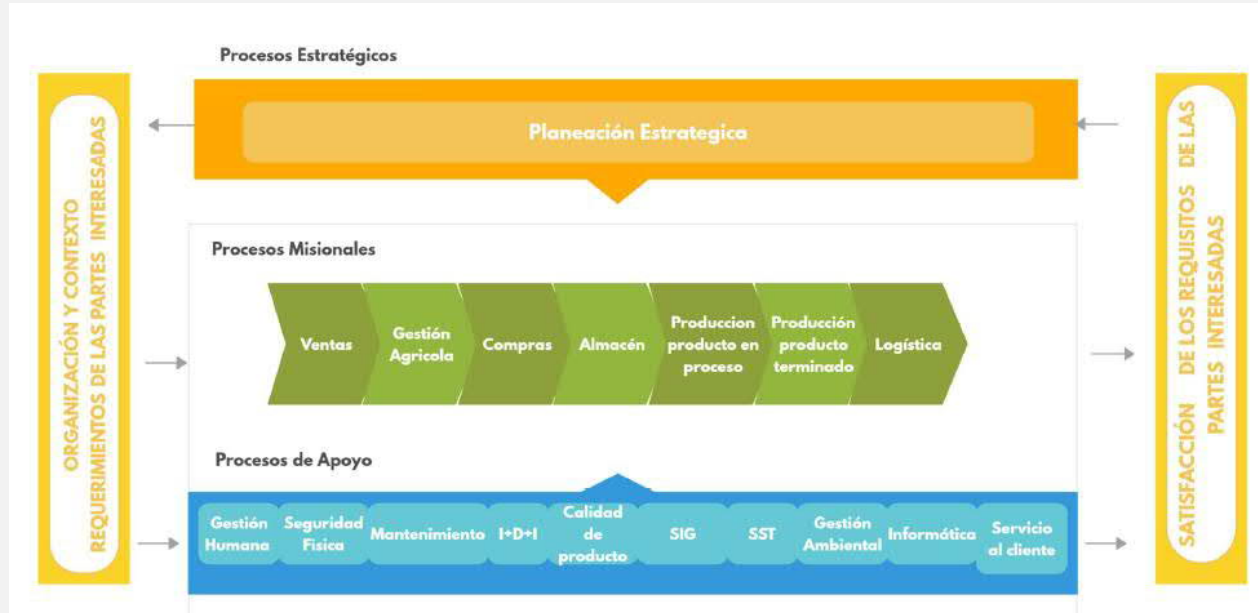 Procesos Estratégicos
Planeación Estrategica
ORGANIZACIÓN Y CONTEXTO
REQUERIMIENTOS DE LAS PARTES INTERESADAS
Procesos Misionales
Ventas
Gestión
Agricola
Compras
Almacén
Produccion
producto en
proceso
Producción
producto
terminado
Logística
Procesos de Apoyo
Gestión
Humana
Seguridad
Fisica
Mantenimiento
I+D+I
Calidad
de
producto
SIG
SST
Gestión
Ambiental
Informática
Servicio
al cliente
SATISFACCIÓN DE LOS REQUISITOS DE LAS
PARTES INTERESADAS